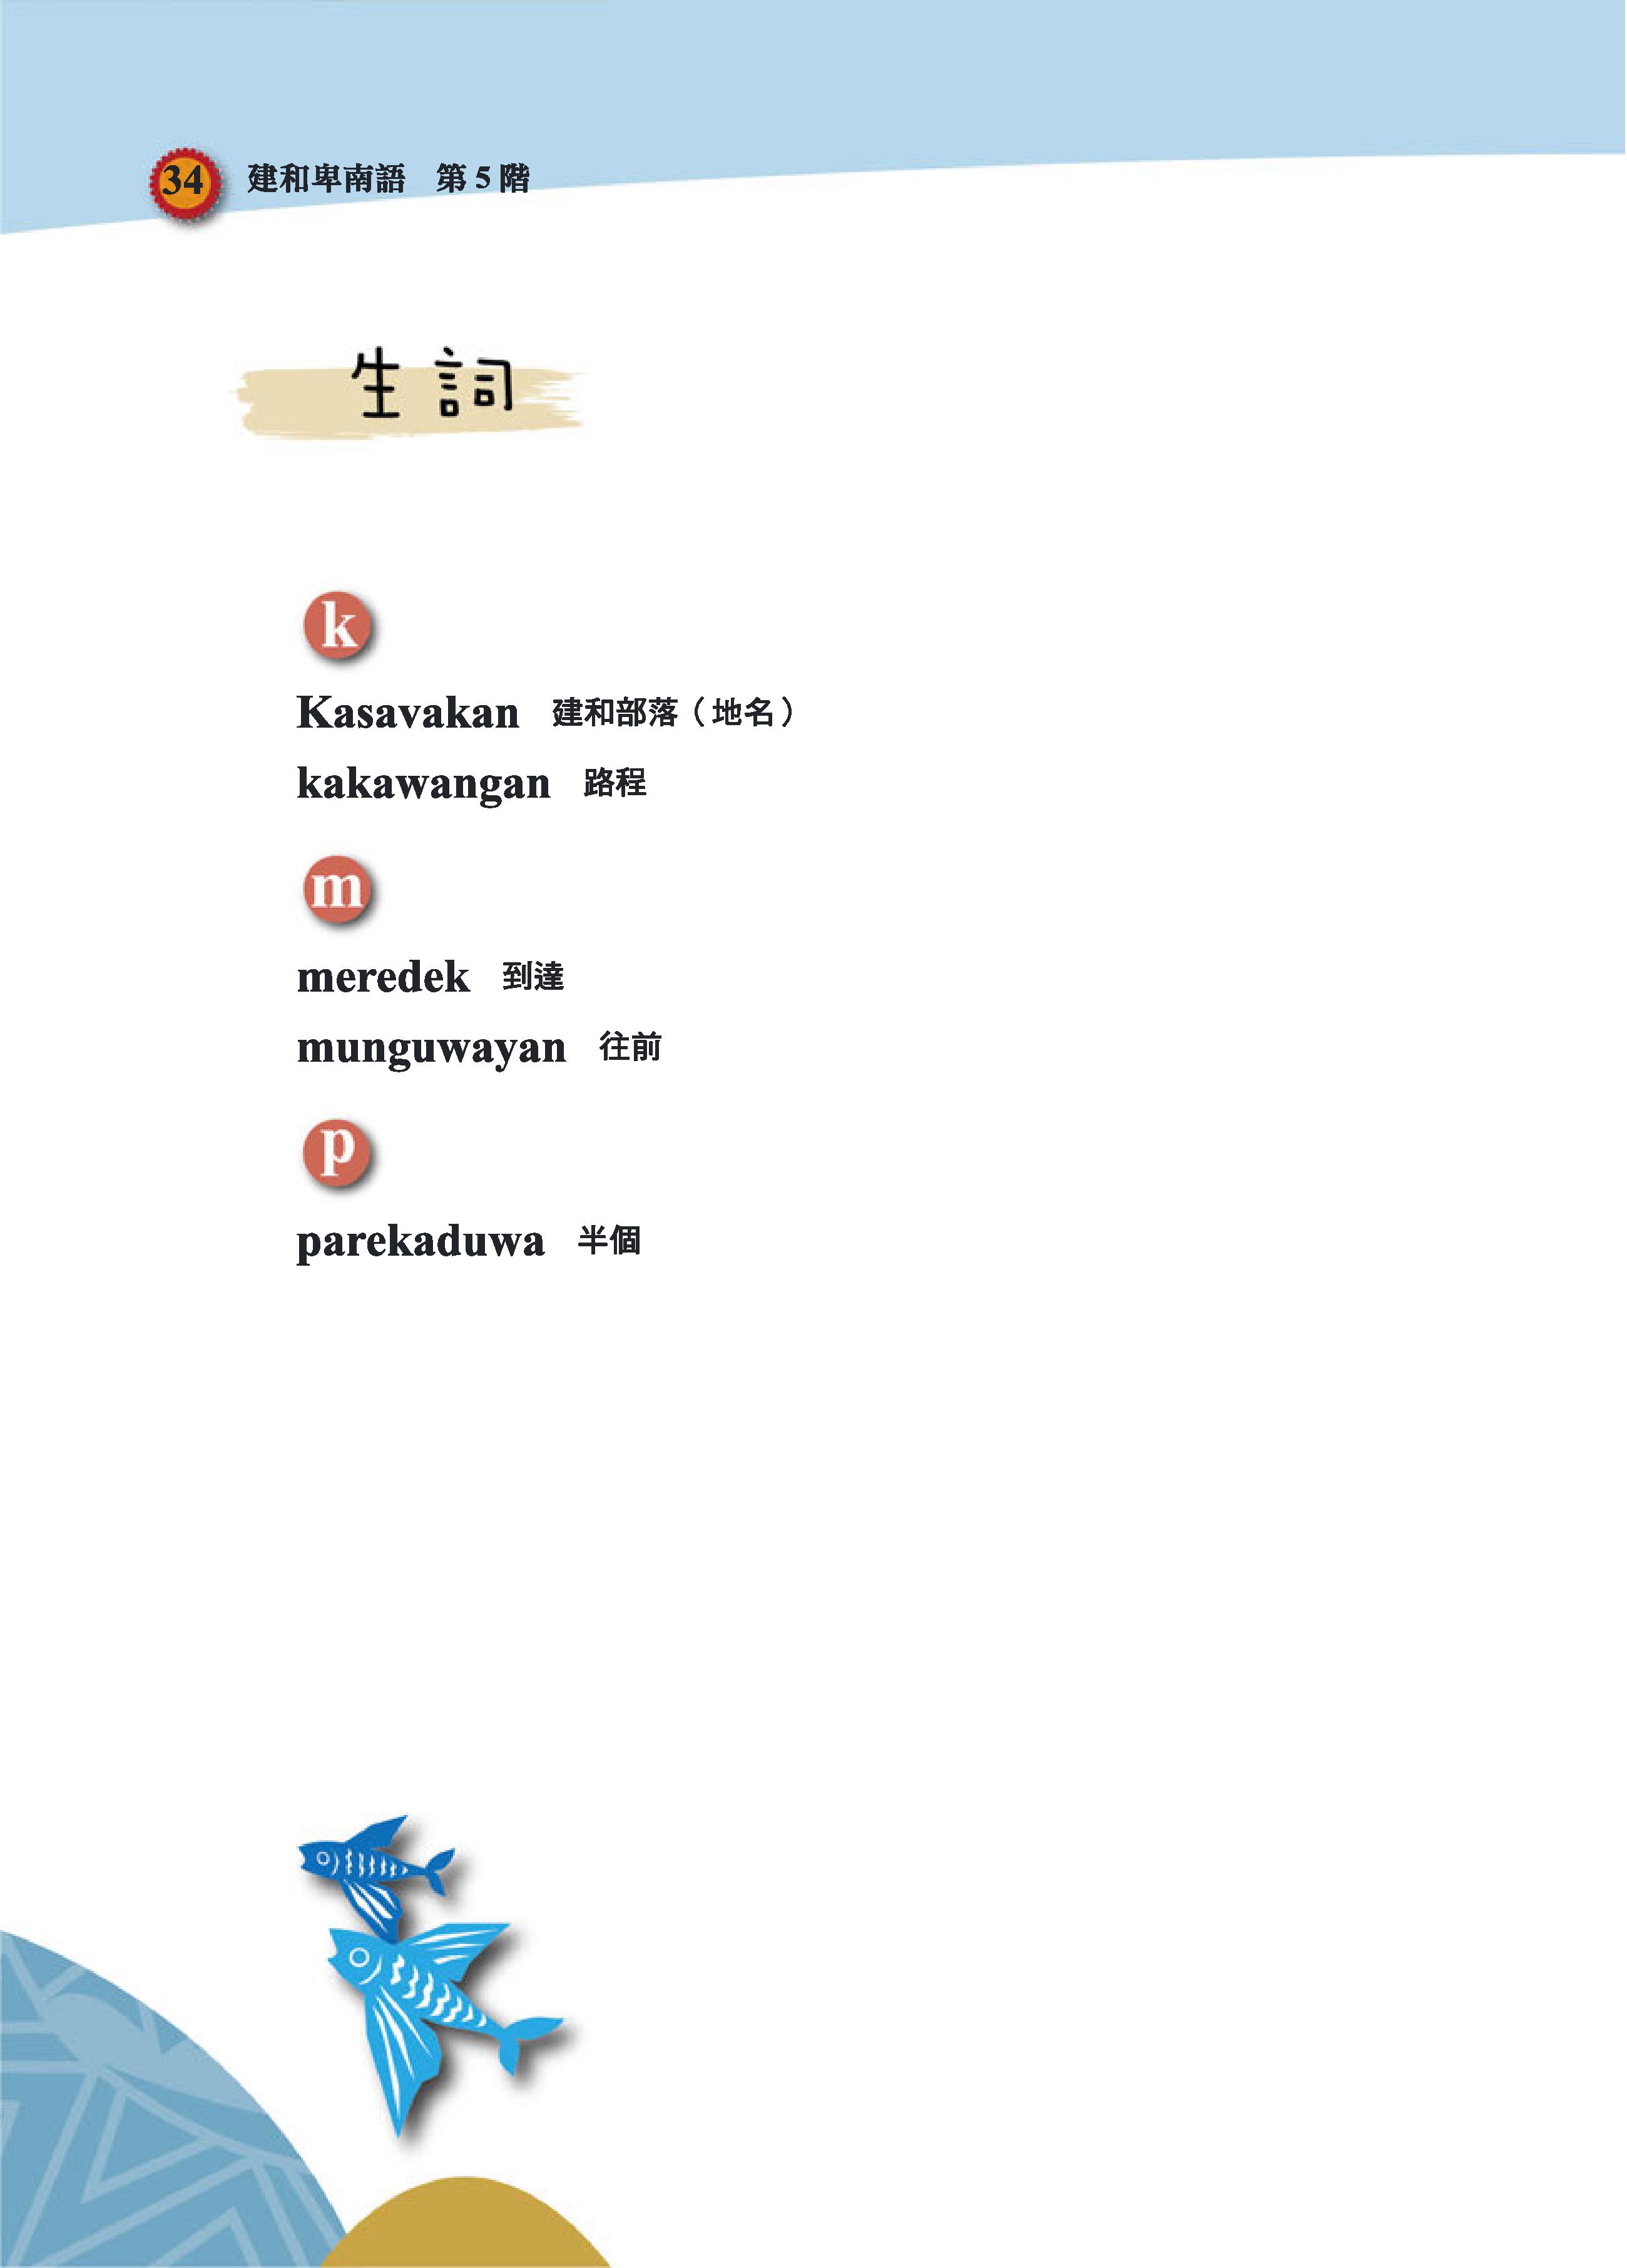 34 建和卑南語 第 5 階
生詞
k
Kasavakan 建和部落（地名）
kakawangan 路程
m
meredek 到達
munguwayan 往前
p
parekaduwa 半個